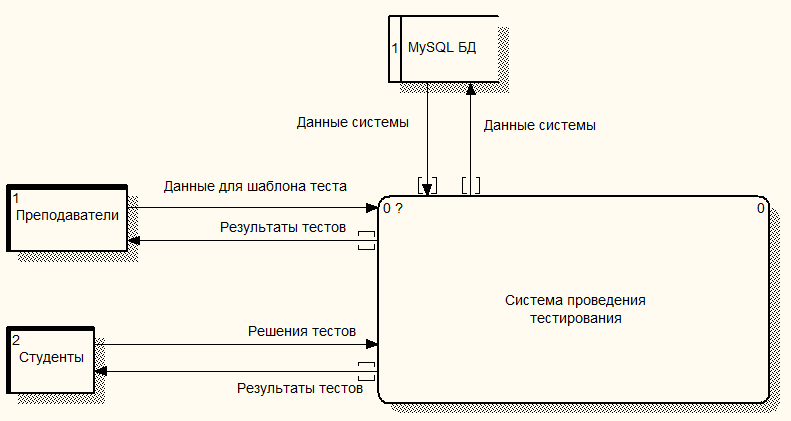 1 MySQL БД
Данные системы
Данные системы
Данные для шаблона теста
1
Преподаватели
0 ?
0
Результаты тестов
Система проведения
тестирования
Решения тестов
2
Студенты
Результаты тестов